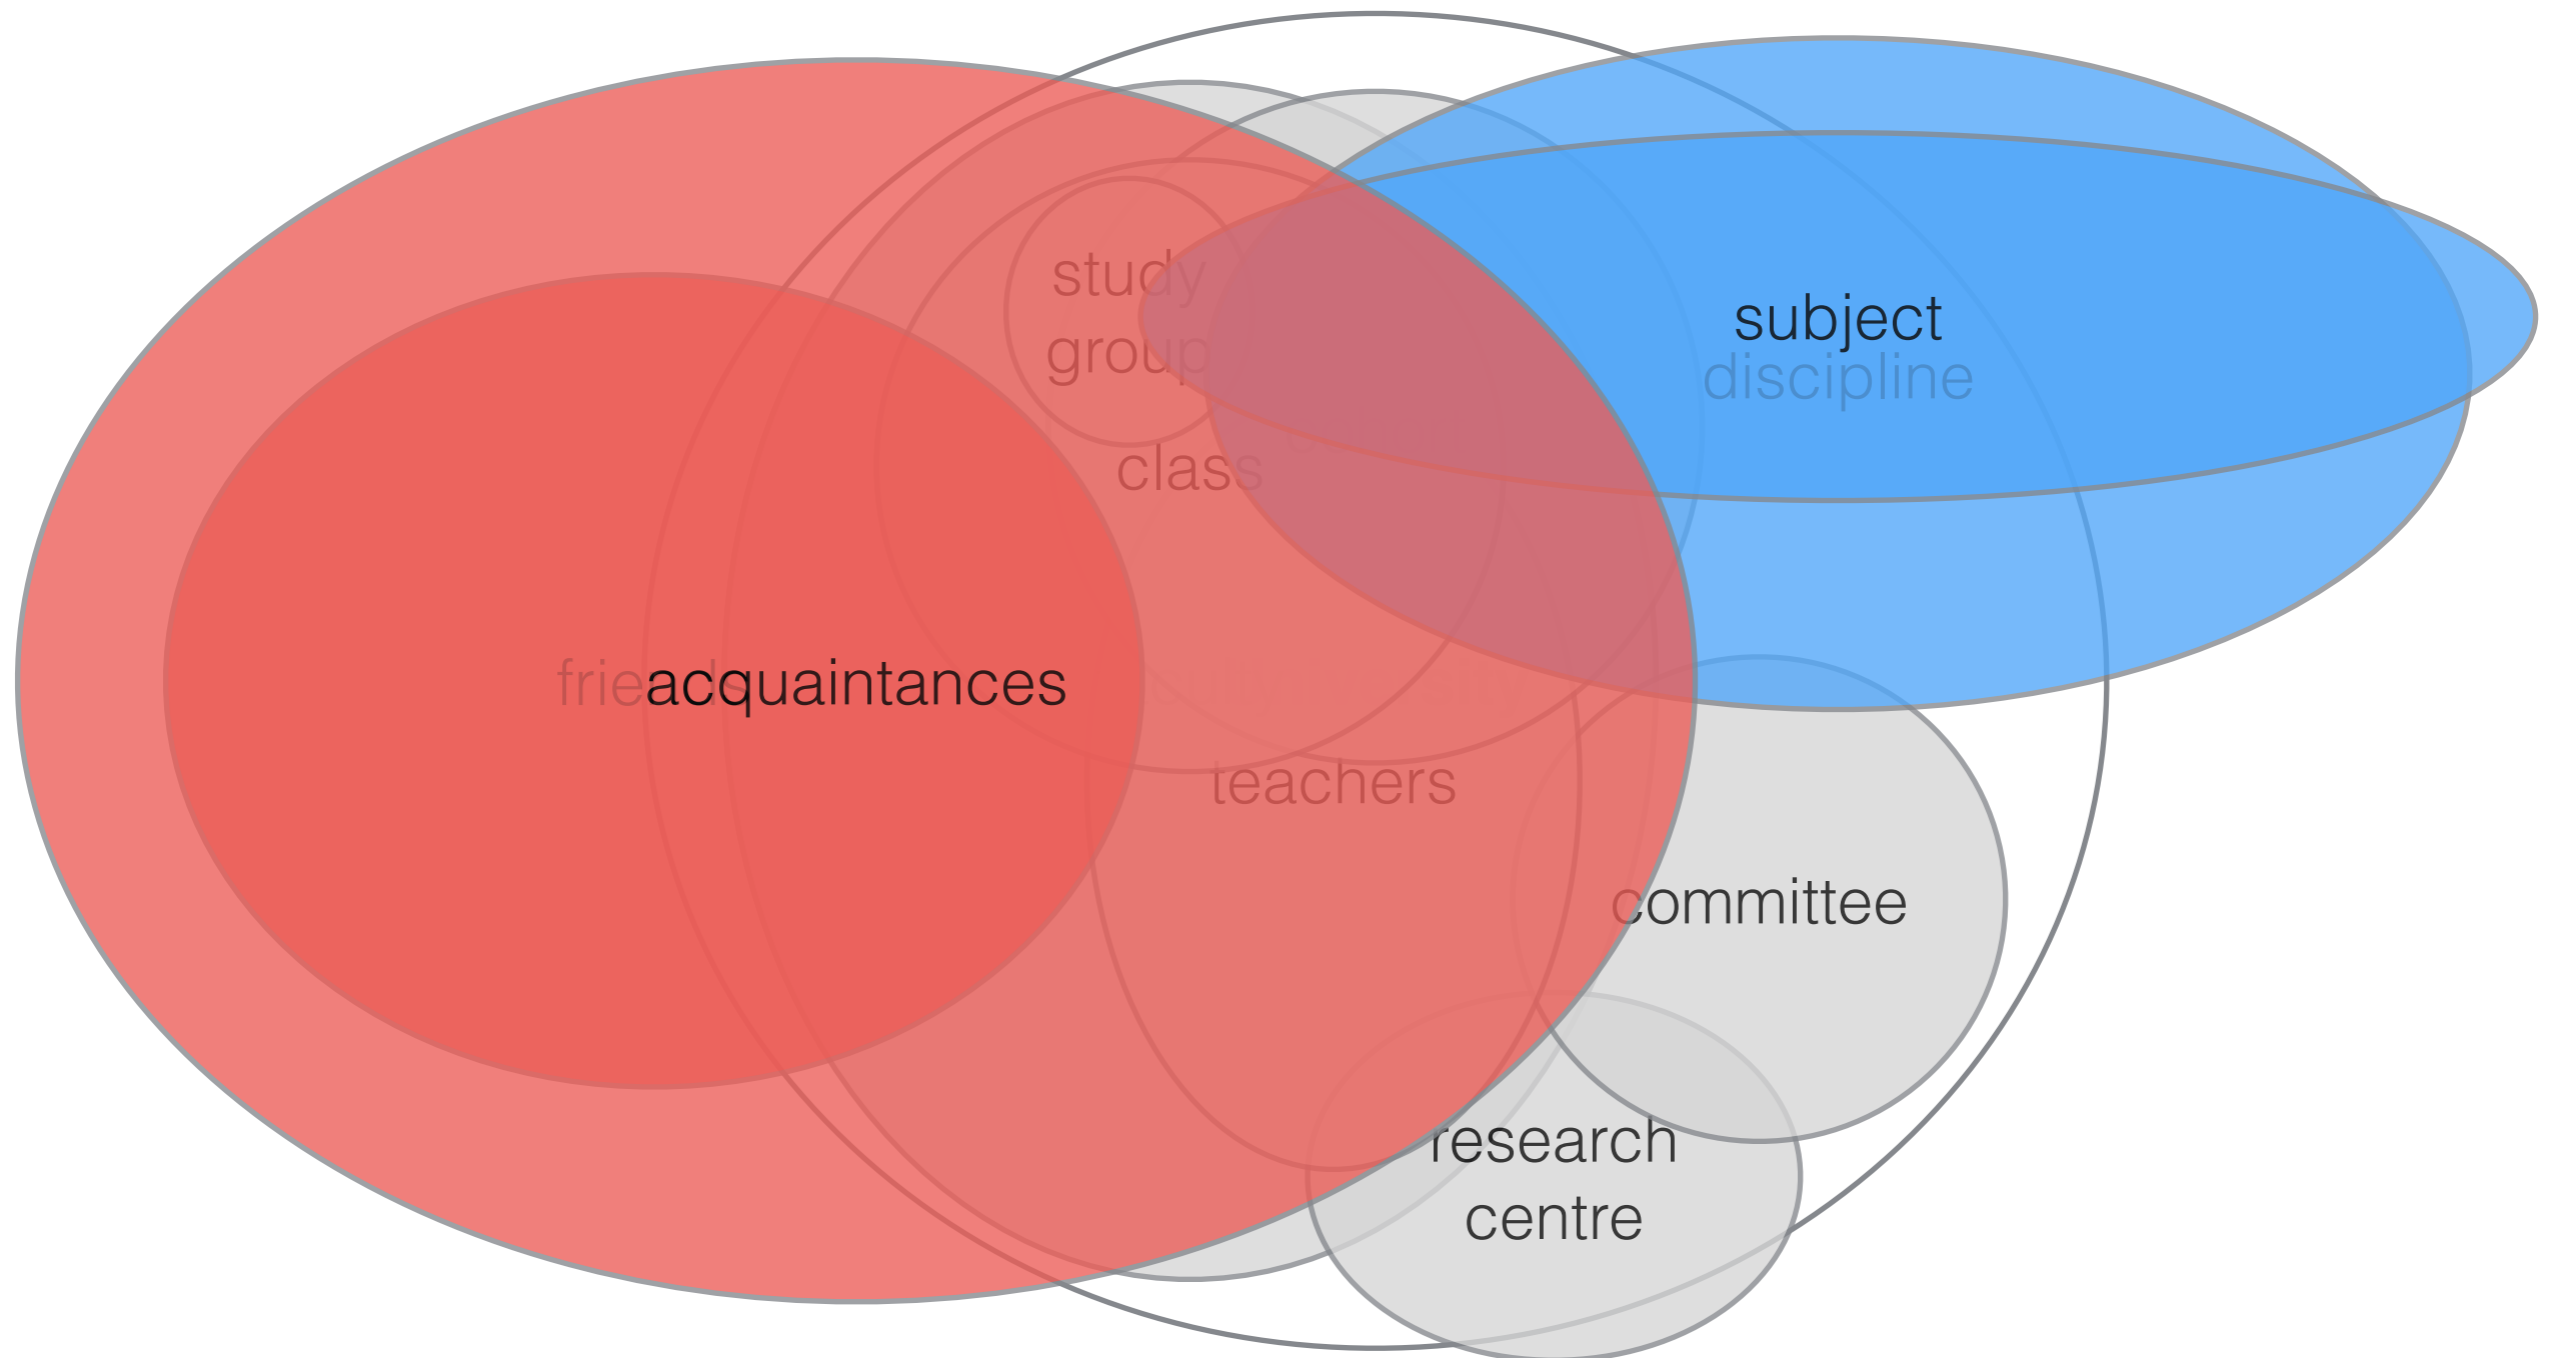 study
group
subject
discipline
class
friends
acquaintances
teachers
committee
research
centre